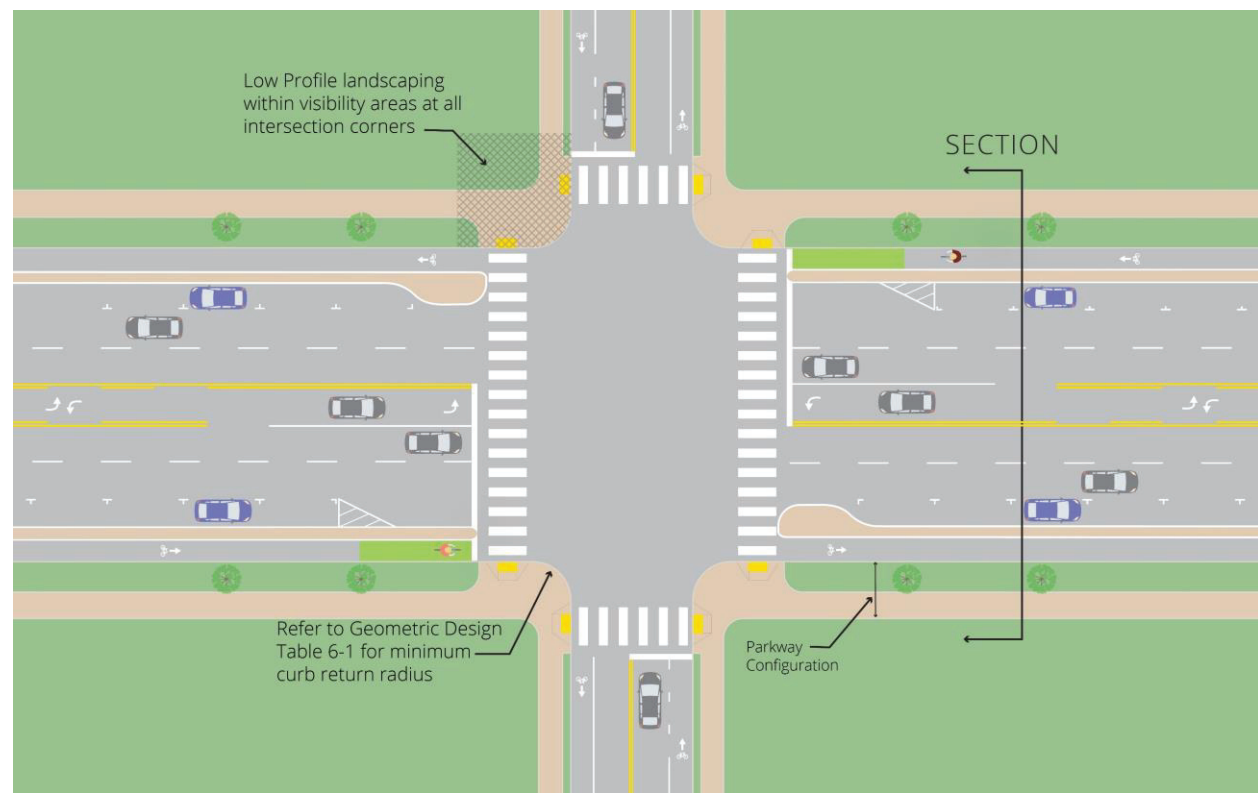 Low Profile landscaping
within visibility areas at all
intersection corners
SECTION
Refer to Geometric Design
Table 6-1 for minimum
curb return radius
Parkway
Configuration